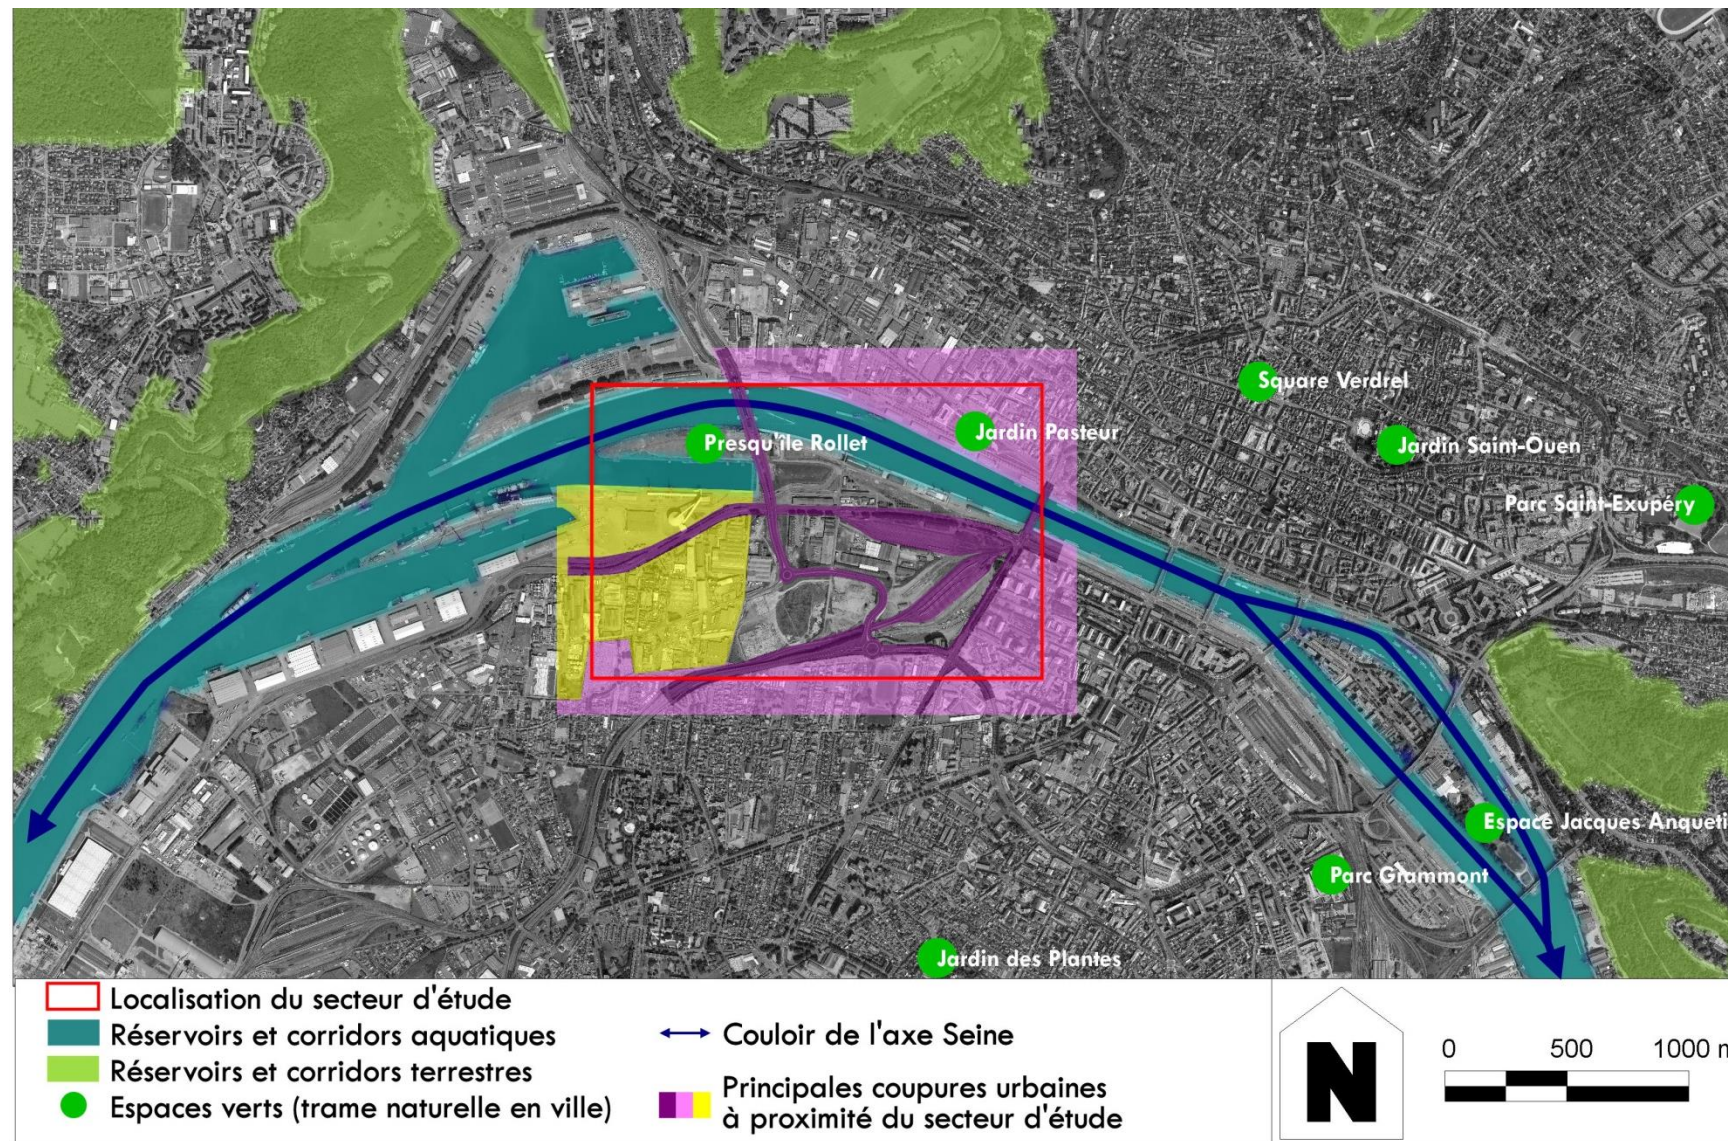 Square Verdrel
Jardin Pasteur
Presqu'île Rollet
Jardin Saint-Ouen
Parc Saint-Exupéry
Espace Jacques Anqueti
Parc Grammont
Jardin des Plantes
Localisation du secteur d'étude
Réservoirs et corridors aquatiques
Réservoirs et corridors terrestres
Espaces verts (trame naturelle en ville)
Couloir de l'axe Seine
Principales coupures urbaines
à proximité du secteur d'étude
N
0 500 1000 m